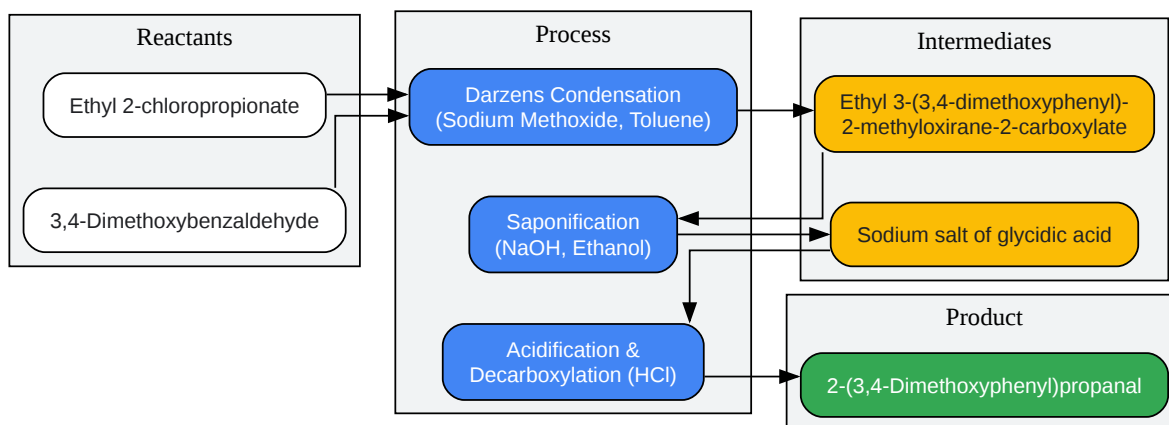 Reactants
Ethyl 2-chloropropionate
3,4-Dimethoxybenzaldehyde
Process
Darzens Condensation
(Sodium Methoxide, Toluene)
Saponification
(NaOH, Ethanol)
Acidification &
Decarboxylation (HCl)
Intermediates
Ethyl 3-(3,4-dimethoxyphenyl)-
2-methyloxirane-2-carboxylate
Sodium salt of glycidic acid
Product
2-(3,4-Dimethoxyphenyl)propanal